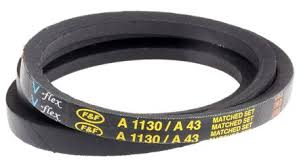 V-flex
F&F A 1130 / A 43 MATCHED SET
V-flex
F&F A 1130 / A 43 MATCHED SET